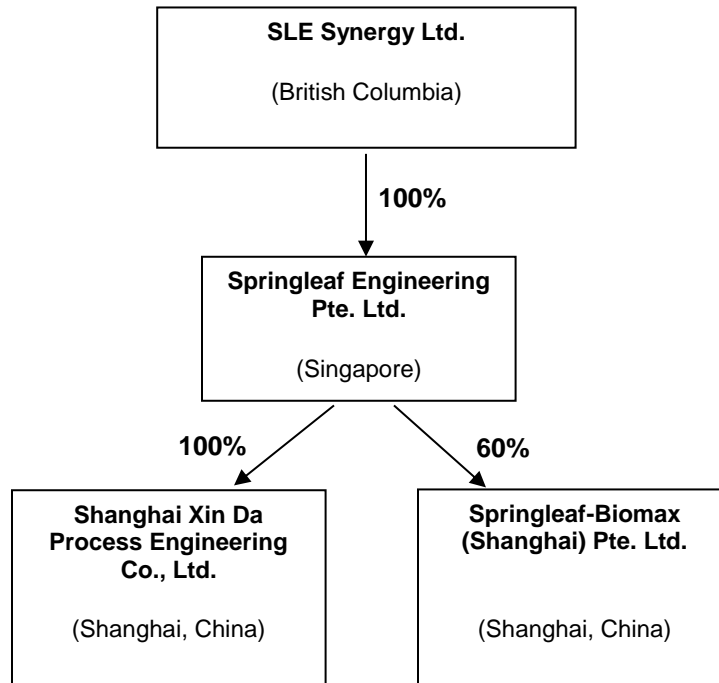 SLE Synergy Ltd.
(British Columbia)
100%
Springleaf Engineering
Pte. Ltd.
(Singapore)
100%
60%
Shanghai Xin Da
Process Engineering
Co., Ltd.
(Shanghai, China)
Springleaf-Biomax
(Shanghai) Pte. Ltd.
(Shanghai, China)